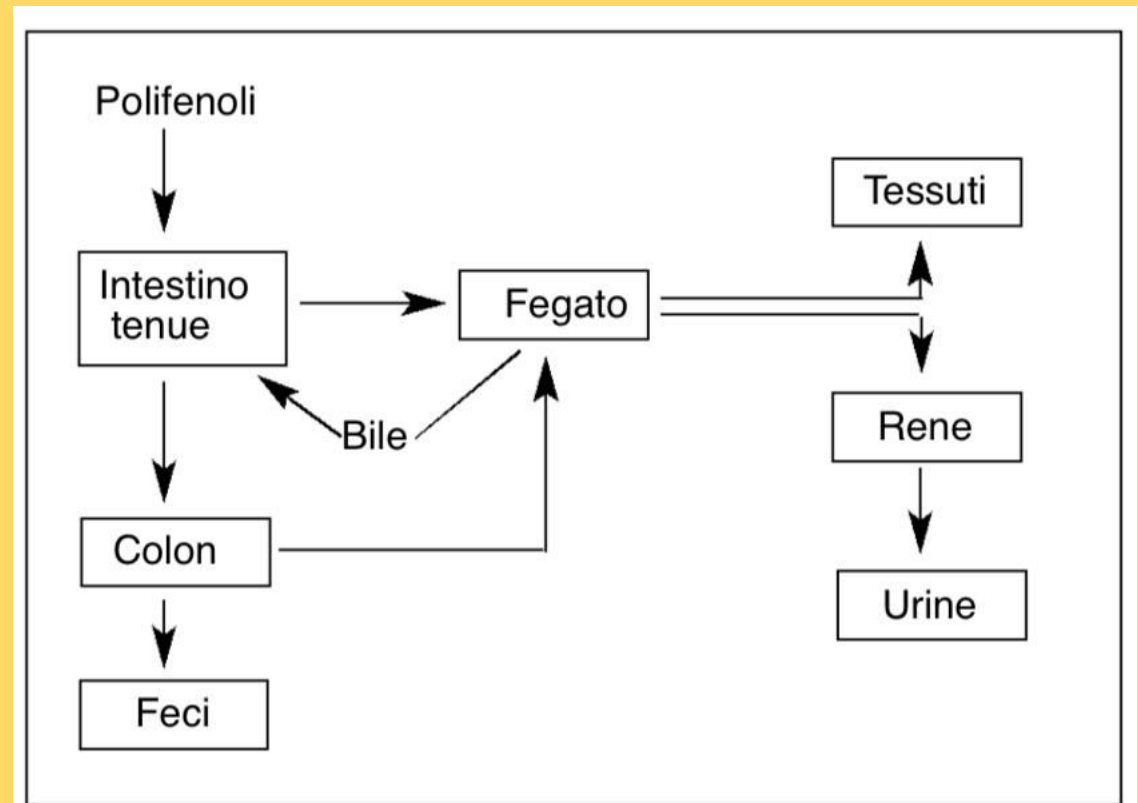 Polifenoli
Intestino
tenue
Fegato
Tessuti
Bile
Rene
Colon
Urine
Feci